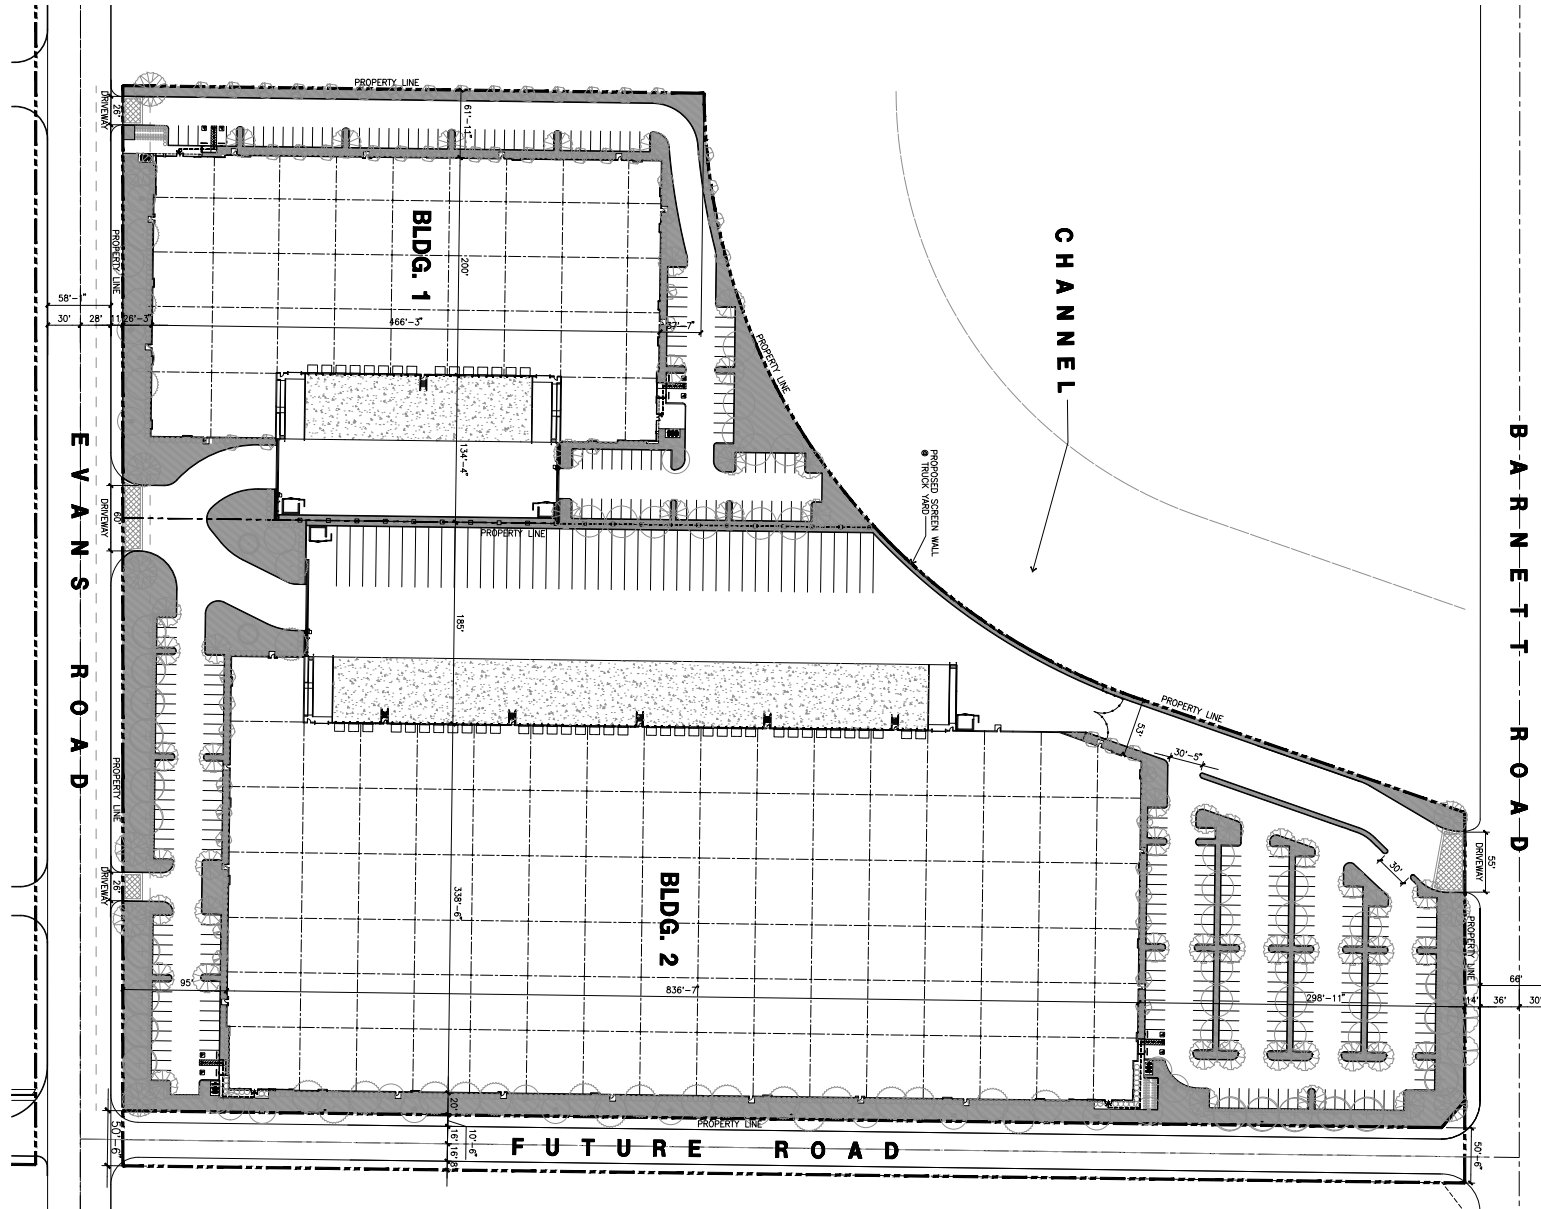 PROPERTY LINE
26'
DRIVEWAY
61'-11"
BLDG. 1
200'
PROPERTY LINE
58'-1"
30'
28'
11'
26'-3"
466'-3"
37'-7"
PROPERTY LINE
CHANNEL
EVANS ROAD
BARNETT ROAD
134'-4"
PROPOSED SCREEN WALL
@ TRUCK YARD
DRIVEWAY
60'
PROPERTY LINE
185'
PROPERTY LINE
53'
30'-5"
PROPERTY LINE
55'
DRIVEWAY
30'
26'
DRIVEWAY
338'-6"
BLDG. 2
PROPERTY LINE
95'
836'-7"
298'-11"
66'
14'
36'
30'
20'
PROPERTY LINE
50'-6"
10'-6"
16'
16'
8'
FUTURE ROAD
50'-6"